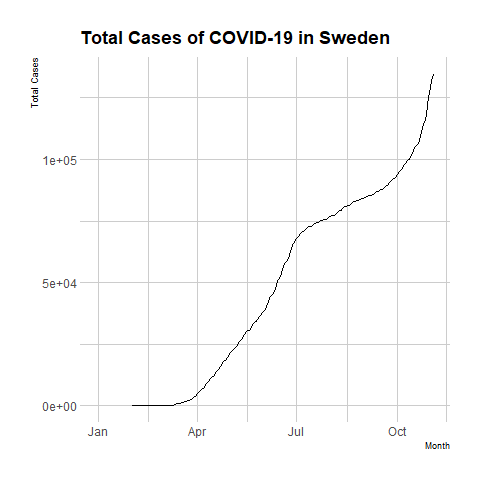 Total Cases of COVID-19 in Sweden
Total Cases
1e+05
5e+04
0e+00
Jan Apr Jul Oct
Month